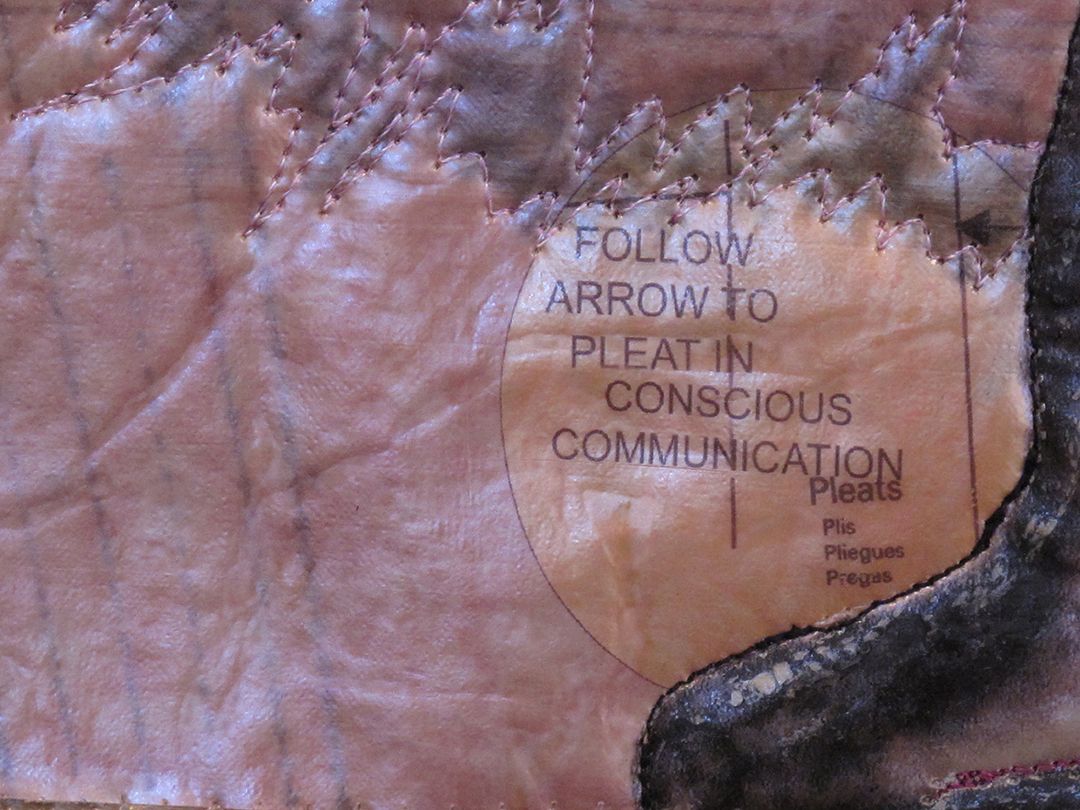 FOLLOW
ARROW TO
PLEAT IN
CONSCIOUS
COMMUNICATION
Pleats
Plis
Pliegues
Pregas